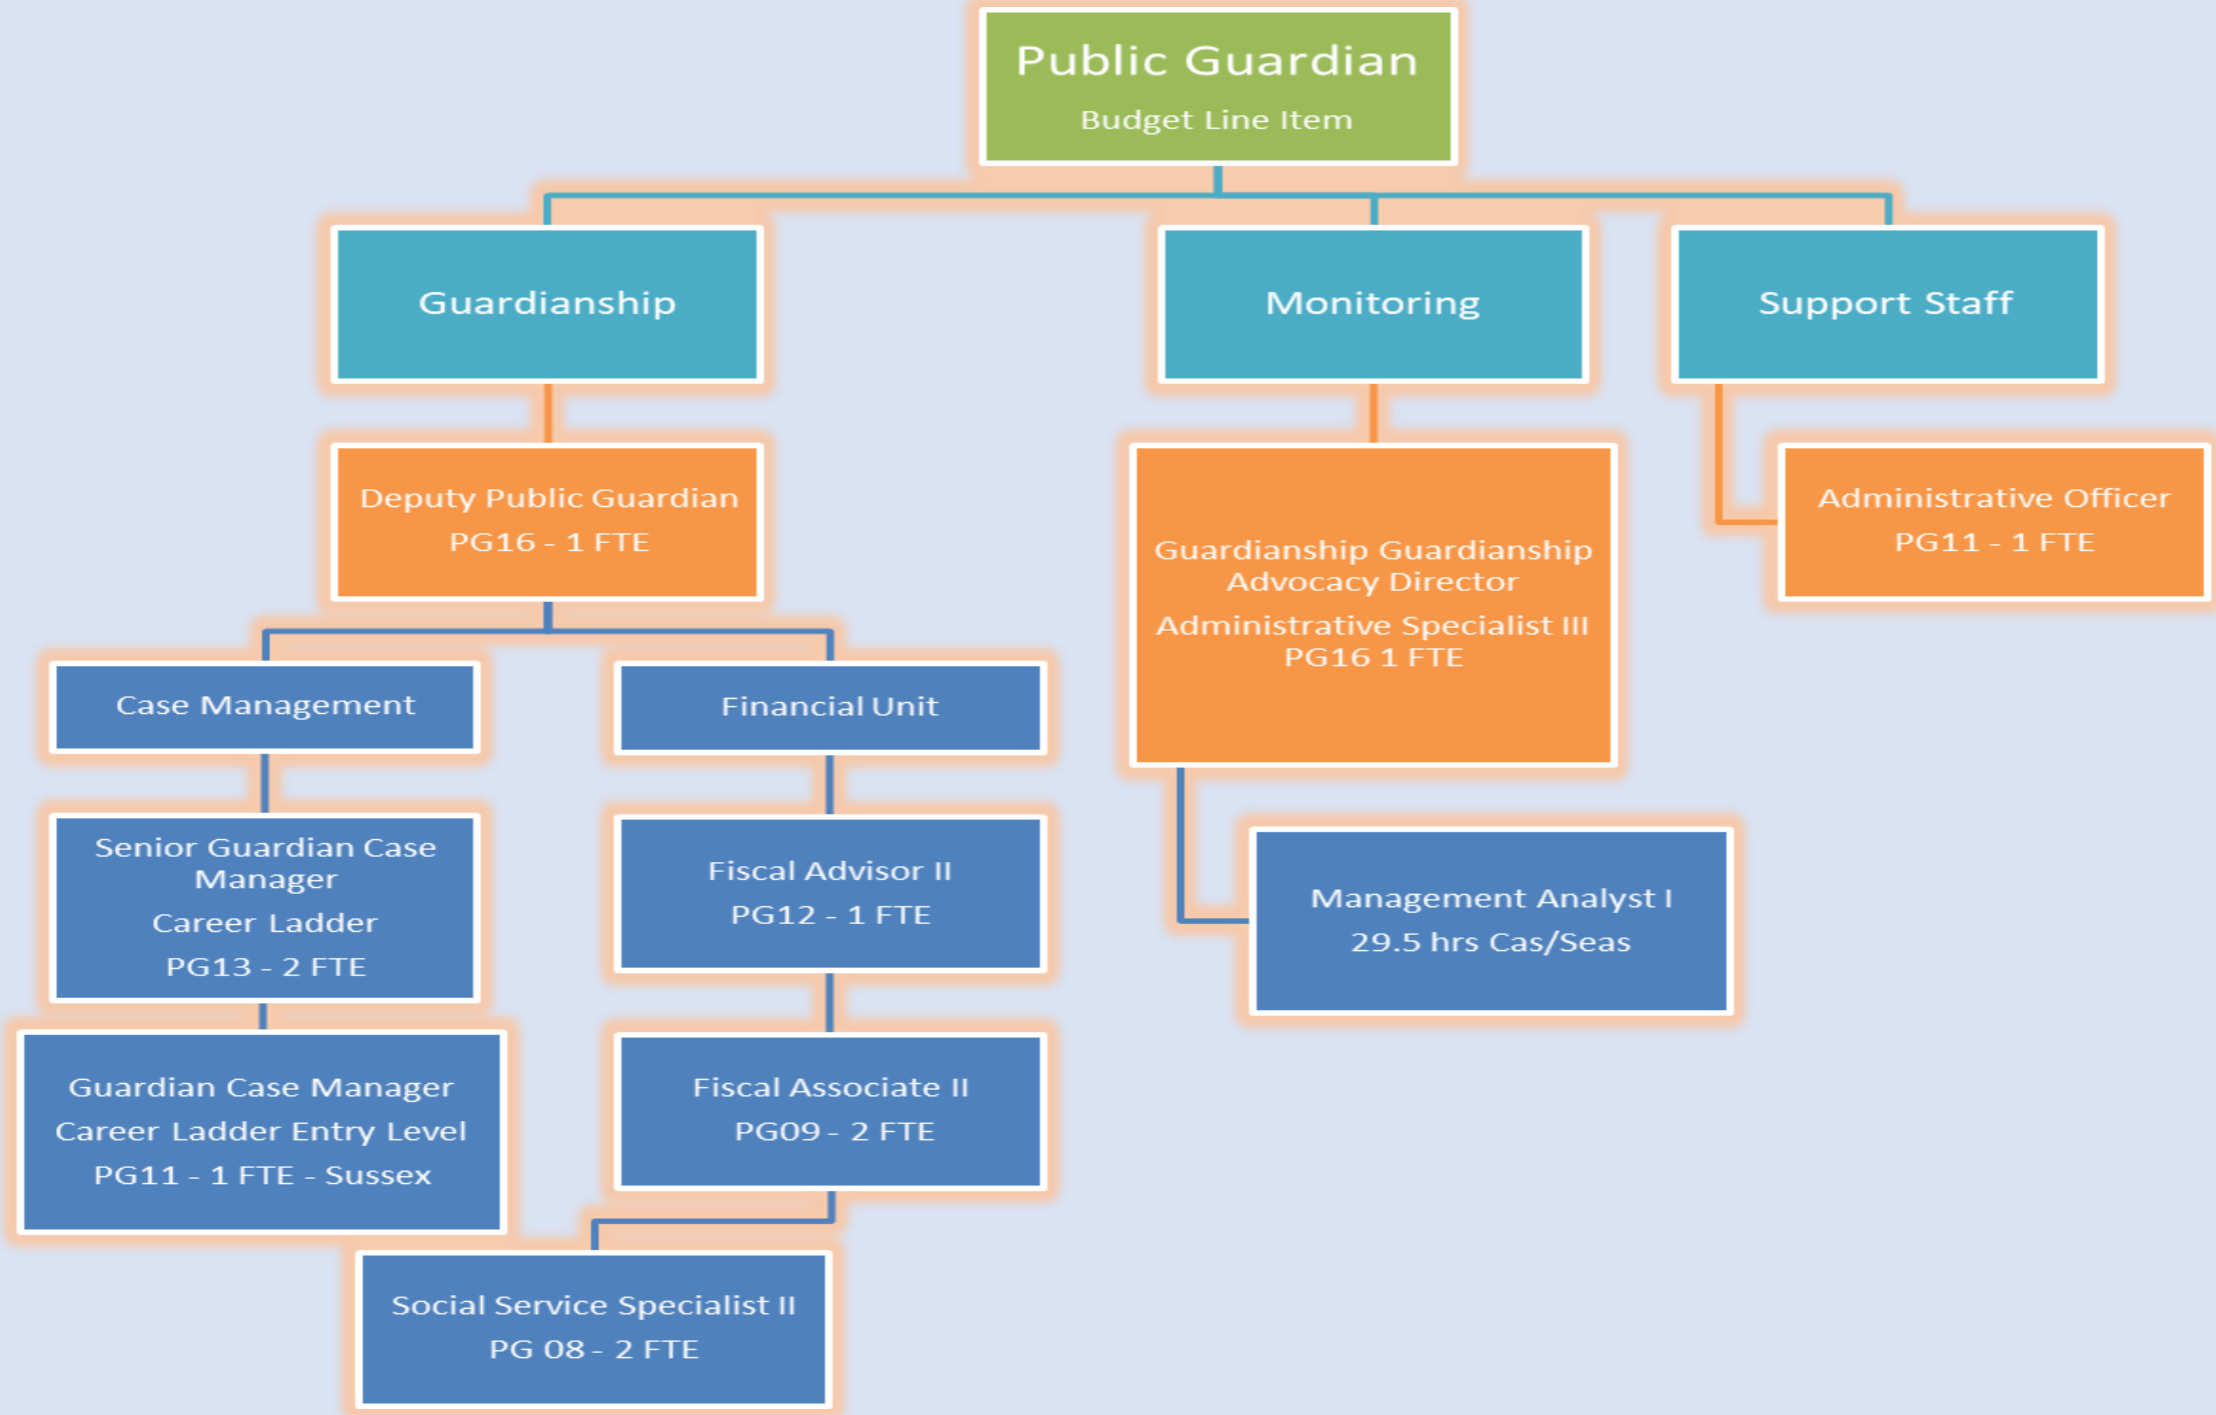 Public Guardian
Budget Line Item
Guardianship
Monitoring
Support Staff
Deputy Public Guardian
PG16 - 1 FTE
Guardianship Guardianship
Advocacy Director
Administrative Specialist III
PG16 1 FTE
Administrative Officer
PG11 - 1 FTE
Case Management
Financial Unit
Senior Guardian Case
Manager
Career Ladder
PG13 - 2 FTE
Fiscal Advisor II
PG12 - 1 FTE
Management Analyst I
29.5 hrs Cas/Seas
Guardian Case Manager
Career Ladder Entry Level
PG11 - 1 FTE - Sussex
Fiscal Associate II
PG09 - 2 FTE
Social Service Specialist II
PG 08 - 2 FTE